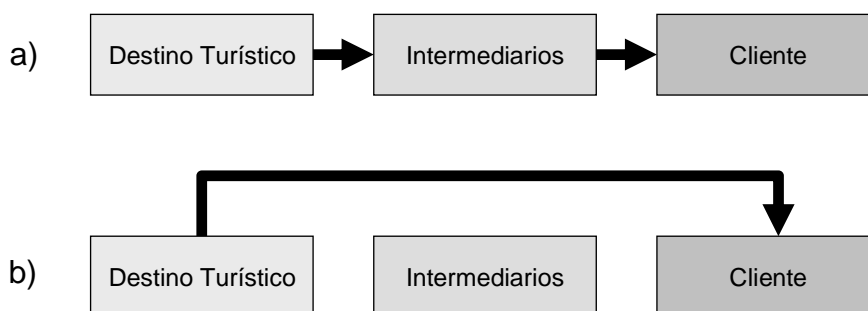 a) Destino Turístico Intermediarios Cliente
b) Destino Turístico Intermediarios Cliente